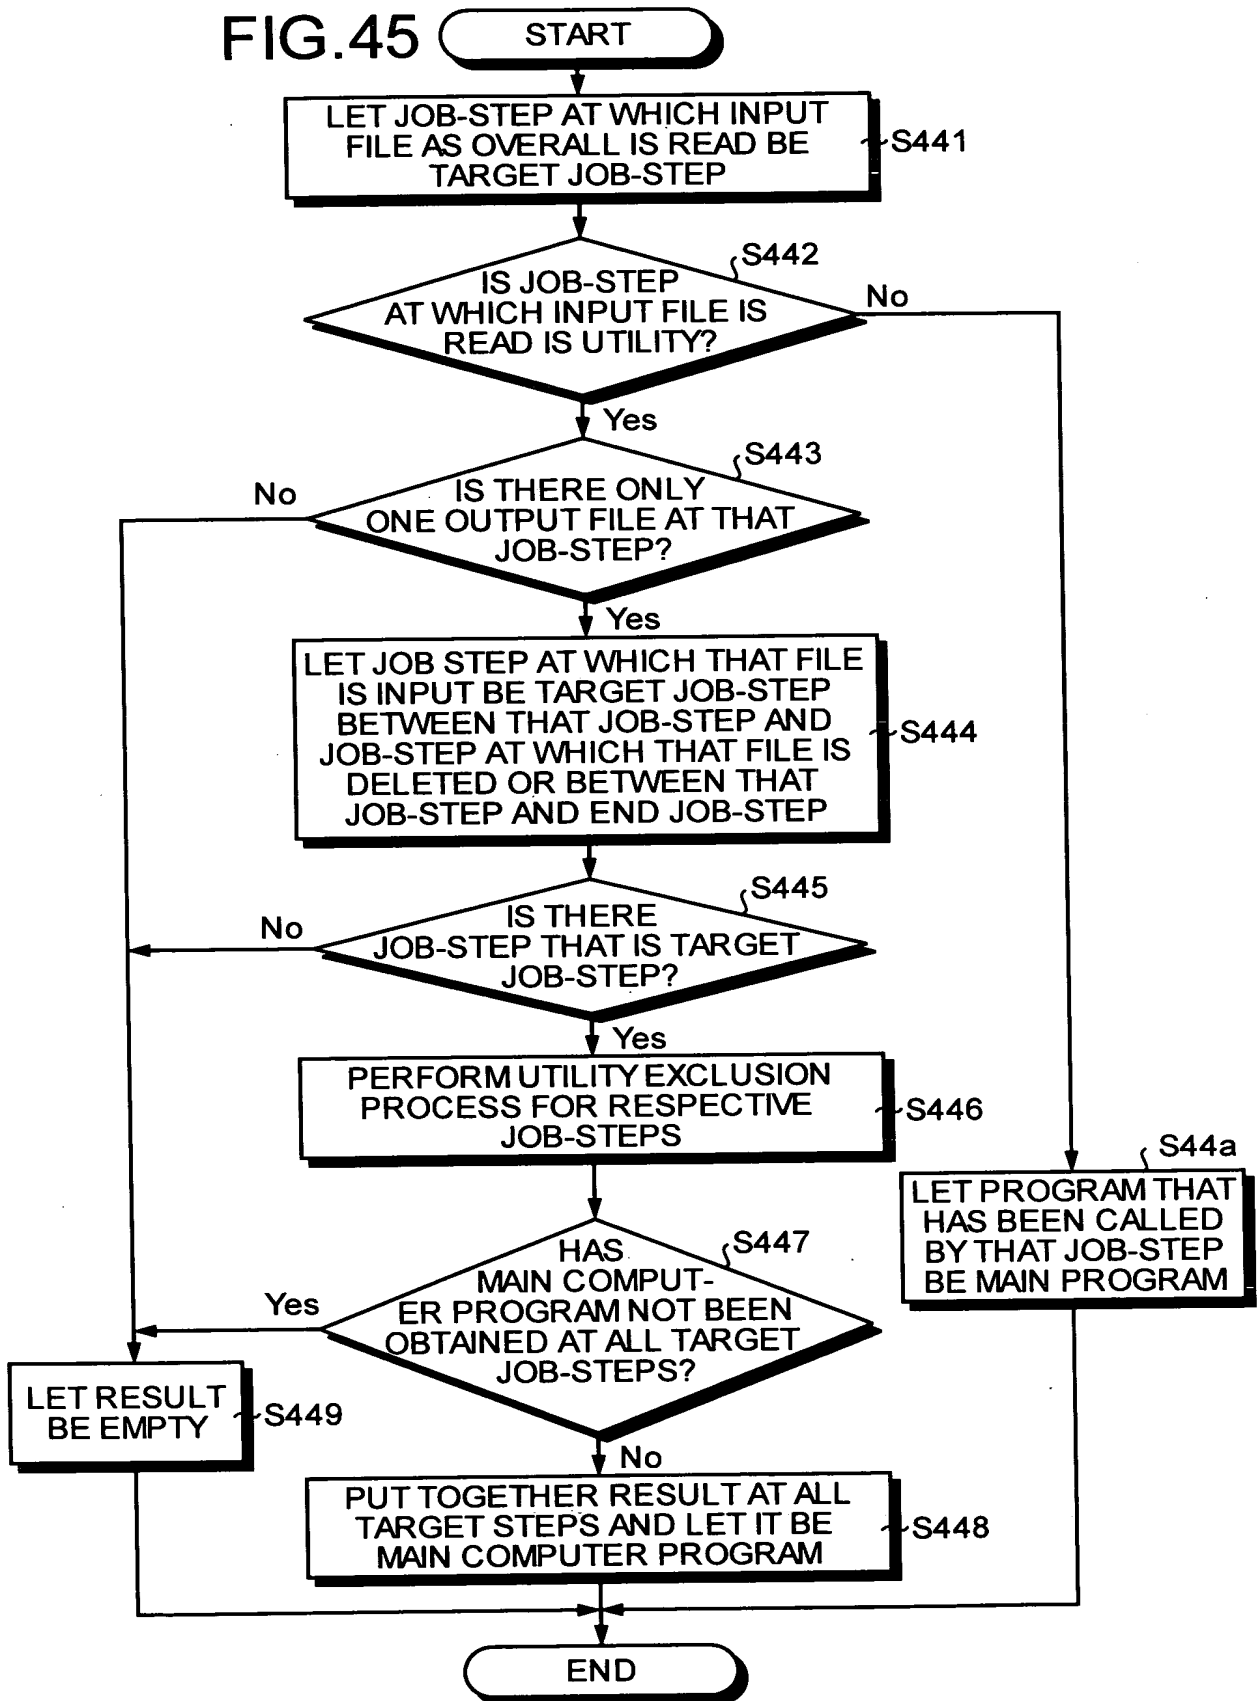 FIG.45
START
LET JOB-STEP AT WHICH INPUT
FILE AS OVERALL IS READ BE
TARGET JOB-STEP
S441
S442
IS JOB-STEP
AT WHICH INPUT FILE IS
READ IS UTILITY?
No
Yes
S443
No
IS THERE ONLY
ONE OUTPUT FILE AT THAT
JOB-STEP?
Yes
LET JOB STEP AT WHICH THAT FILE
IS INPUT BE TARGET JOB-STEP
BETWEEN THAT JOB-STEP AND
JOB-STEP AT WHICH THAT FILE IS
DELETED OR BETWEEN THAT
JOB-STEP AND END JOB-STEP
S444
S445
No
IS THERE
JOB-STEP THAT IS TARGET
JOB-STEP?
Yes
PERFORM UTILITY EXCLUSION
PROCESS FOR RESPECTIVE
JOB-STEPS
S446
S44a
LET PROGRAM THAT
HAS BEEN CALLED
BY THAT JOB-STEP
BE MAIN PROGRAM
S447
HAS
MAIN COMPUT-
ER PROGRAM NOT BEEN
OBTAINED AT ALL TARGET
JOB-STEPS?
Yes
LET RESULT
BE EMPTY
S449
No
PUT TOGETHER RESULT AT ALL
TARGET STEPS AND LET IT BE
MAIN COMPUTER PROGRAM
S448
END